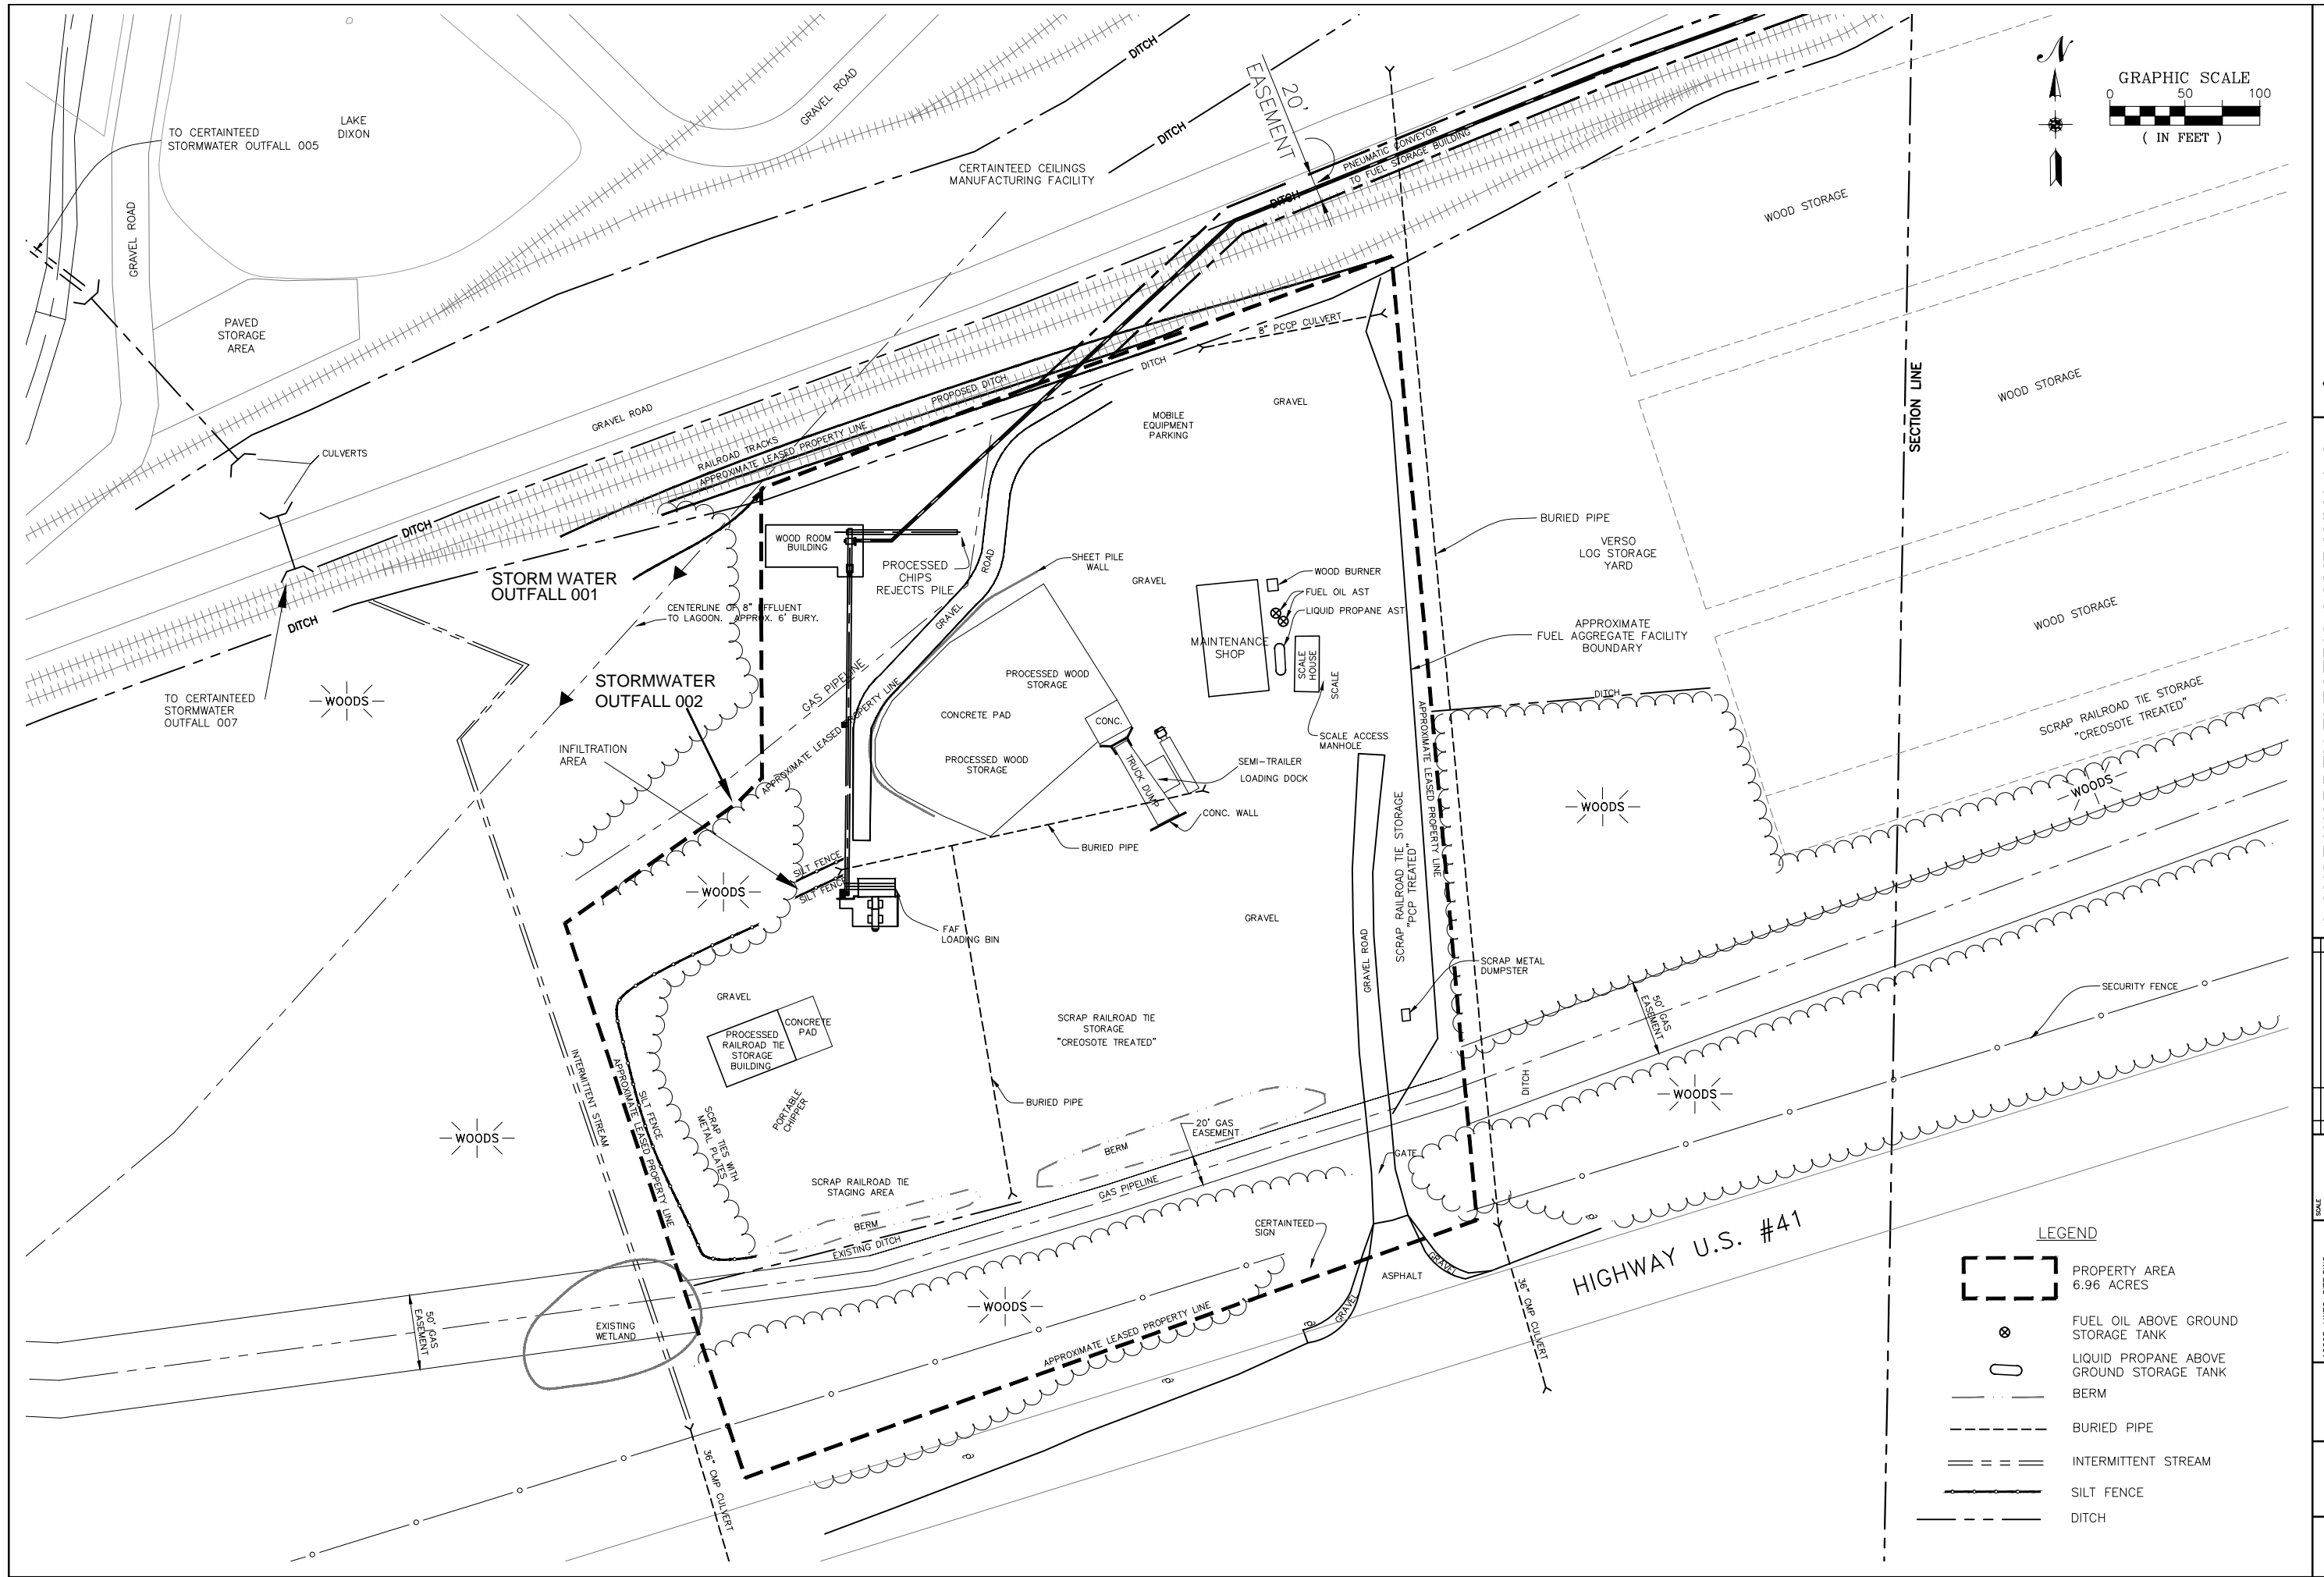 DITCH
GRAVEL ROAD
LAKE
DIXON
TO CERTAINTEED
STORMWATER OUTFALL 005
GRAVEL ROAD
PAVED
STORAGE
AREA
DITCH
CERTAINTEED CEILINGS
MANUFACTURING FACILITY
20'
EASEMENT
PNEUMATIC CONVEYOR
TO FUEL STORAGE BUILDING
DITCH
N
GRAPHIC SCALE
0 50 100
( IN FEET )
WOOD STORAGE
WOOD STORAGE
SECTION LINE
WOOD STORAGE
8" PCCP CULVERT
DITCH
PROPOSED DITCH
GRAVEL ROAD
RAILROAD TRACKS
APPROXIMATE LEASED PROPERTY LINE
CULVERTS
DITCH
DITCH
MOBILE
EQUIPMENT
PARKING
GRAVEL
WOOD ROOM
BUILDING
PROCESSED
CHIPS
REJECTS PILE
ROAD
GRAVEL
SHEET PILE
WALL
GRAVEL
STORM WATER
OUTFALL 001
CENTERLINE OF 8" EFFLUENT
TO LAGOON. APPROX. 6' BURY.
BURIED PIPE
VERSO
LOG STORAGE
YARD
WOOD BURNER
FUEL OIL AST
LIQUID PROPANE AST
MAINTENANCE
SHOP
SCALE
HOUSE
SCALE
SCALE ACCESS
MANHOLE
APPROXIMATE
FUEL AGGREGATE FACILITY
BOUNDARY
TO CERTAINTEED
STORMWATER
OUTFALL 007
WOODS
STORMWATER
OUTFALL 002
GAS PIPELINE
APPROXIMATE LEASED PROPERTY LINE
PROCESSED WOOD
STORAGE
CONCRETE PAD
PROCESSED WOOD
STORAGE
CONC.
TRUCK DUMP
SEMI-TRAILER
LOADING DOCK
CONC. WALL
BURIED PIPE
INFILTRATION
AREA
SILT FENCE
SILT FENCE
WOODS
FAF
LOADING BIN
GRAVEL
SCRAP RAILROAD TIE STORAGE
"PCP TREATED"
APPROXIMATE LEASED PROPERTY LINE
GRAVEL ROAD
DITCH
WOODS
SCRAP RAILROAD TIE STORAGE
"CREOSOTE TREATED"
WOODS
SCRAP METAL
DUMPSTER
50' GAS
EASEMENT
SECURITY FENCE
GRAVEL
PROCESSED
RAILROAD TIE
STORAGE
BUILDING
CONCRETE
PAD
SCRAP RAILROAD TIE
STORAGE
"CREOSOTE TREATED"
INTERMITTENT STREAM
APPROXIMATE LEASED PROPERTY LINE
SILT FENCE
SCRAP TIES WITH
METAL PLATES
PORTABLE
CHIPPER
BURIED PIPE
WOODS
WOODS
DITCH
20' GAS
EASEMENT
BERM
GAS PIPELINE
GATE
SCRAP RAILROAD TIE
STAGING AREA
BERM
EXISTING DITCH
CERTAINTEED
SIGN
ASPHALT
GRAVEL
GRAVEL
HIGHWAY U.S. #41
36" CMP CULVERT
50' GAS
EASEMENT
EXISTING
WETLAND
WOODS
APPROXIMATE LEASED PROPERTY LINE
36" CMP CULVERT
LEGEND
PROPERTY AREA
6.96 ACRES
FUEL OIL ABOVE GROUND
STORAGE TANK
LIQUID PROPANE ABOVE
GROUND STORAGE TANK
BERM
BURIED PIPE
INTERMITTENT STREAM
SILT FENCE
DITCH
SCALE